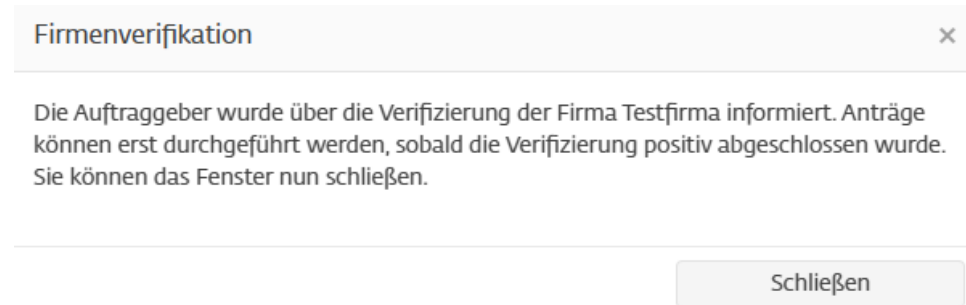 Firmenverifikation
Die Auftraggeber wurde über die Verifizierung der Firma Testfirma informiert. Anträge
können erst durchgeführt werden, sobald die Verifizierung positiv abgeschlossen wurde.
Sie können das Fenster nun schließen.
Schließen